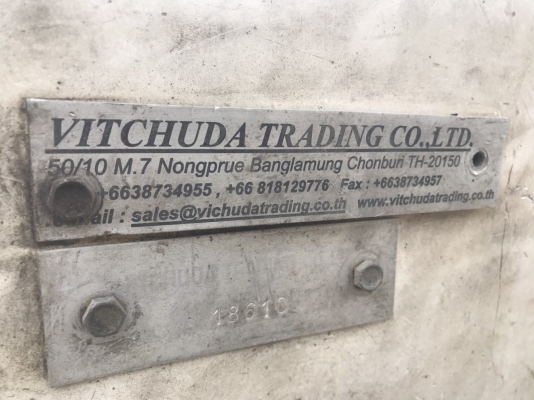 VITCHUDA TRADING CO.,LTD.
50/10 M.7 Nongprue Banglamung Chonburi TH-20150
+6638734955 , +66 818129776 Fax : +6638734957
E-mail : sales@vichudatrading.co.th www.vitchudatrading.co.th
18610